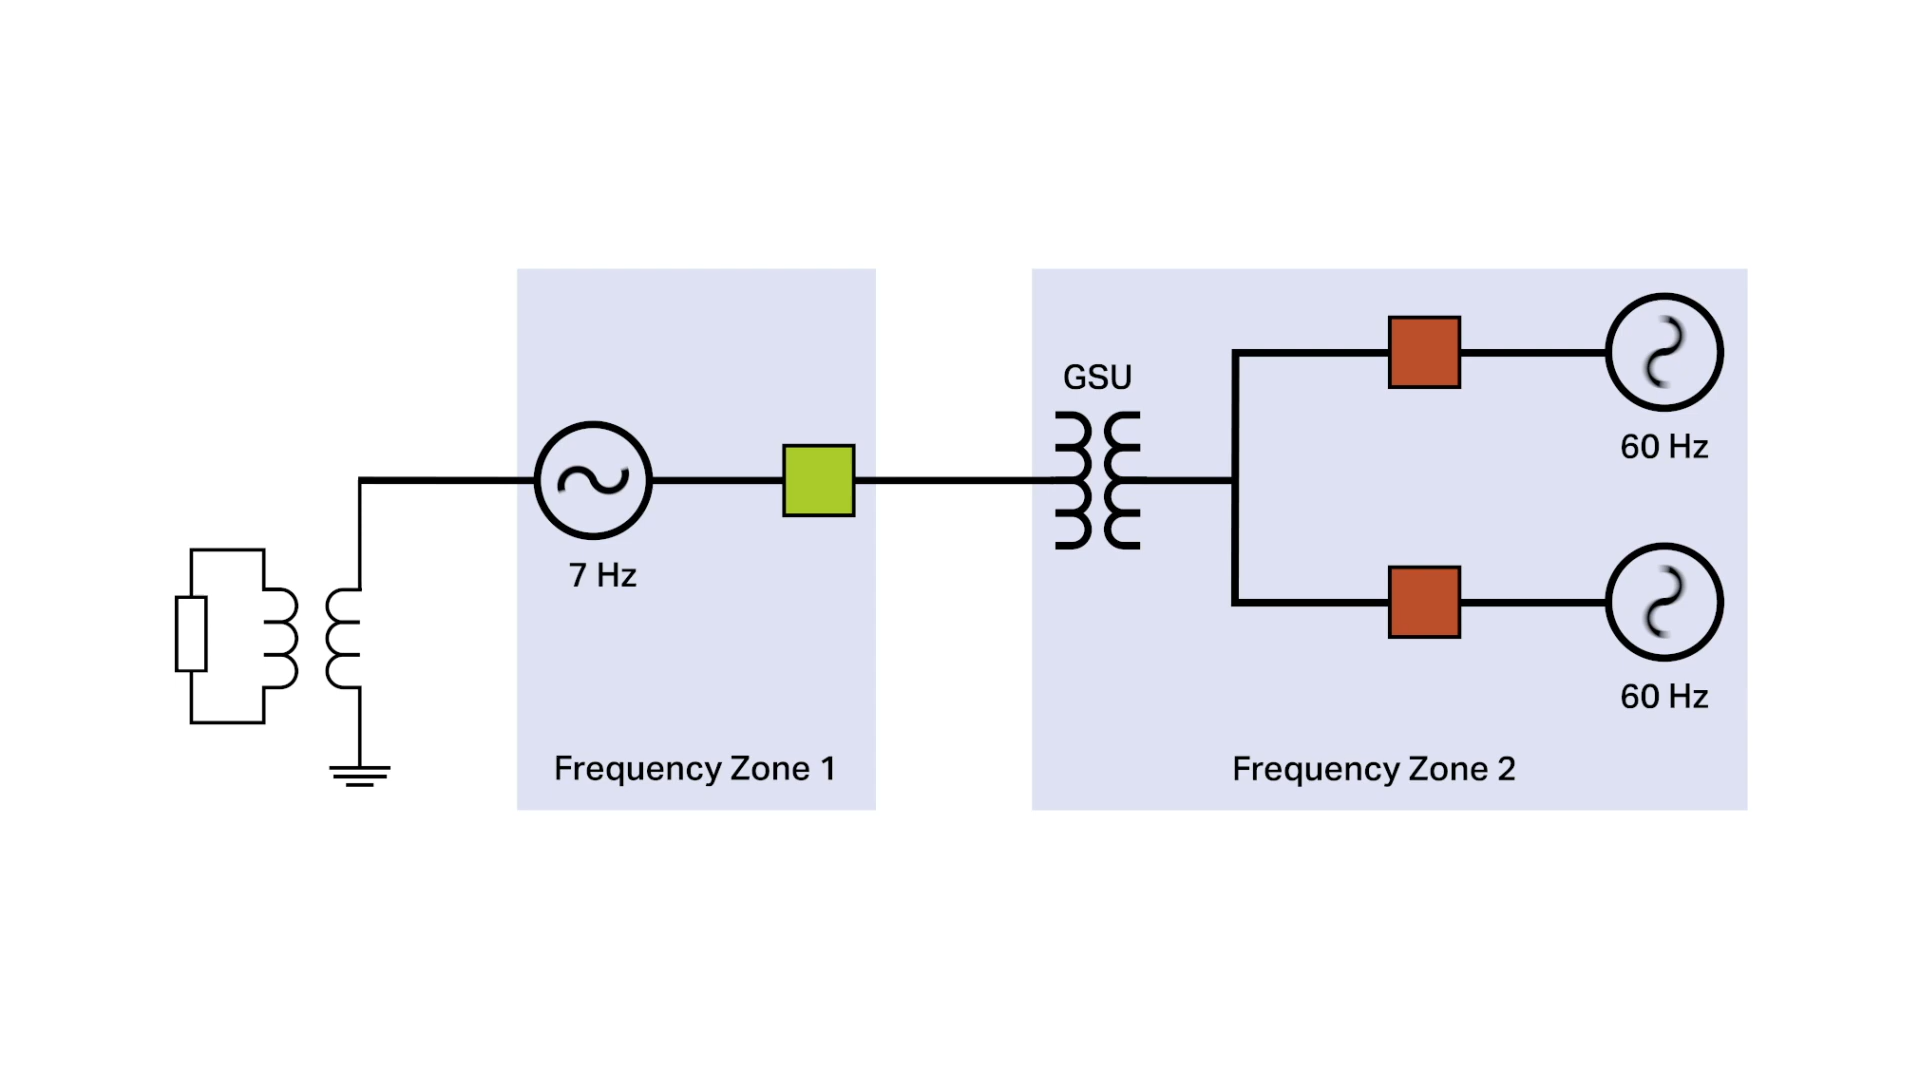 GSU
60 Hz
7 Hz
60 Hz
Frequency Zone 1
Frequency Zone 2